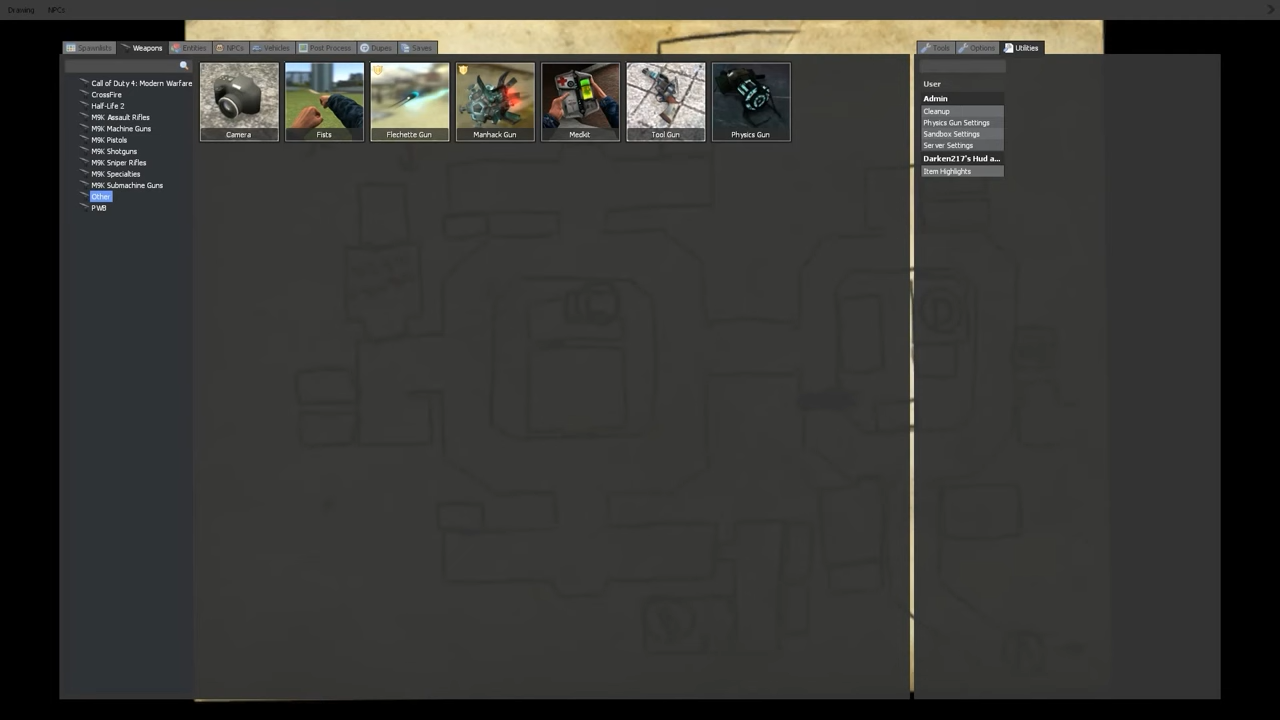 Drawing NPCs
Spawnlists Weapons Entities NPCs Vehicles Post Process Dupes Saves
Tools Options Utilities
Call of Duty 4: Modern Warfare
CrossFire
Half-Life 2
M9K Assault Rifles
M9K Machine Guns
M9K Pistols
M9K Shotguns
M9K Sniper Rifles
M9K Specialties
M9K Submachine Guns
Other
PWB
Camera Fists Flechette Gun Manhack Gun Medkit Tool Gun Physics Gun
User
Admin
Cleanup
Physics Gun Settings
Sandbox Settings
Server Settings
Darken217's Hud a...
Item Highlights